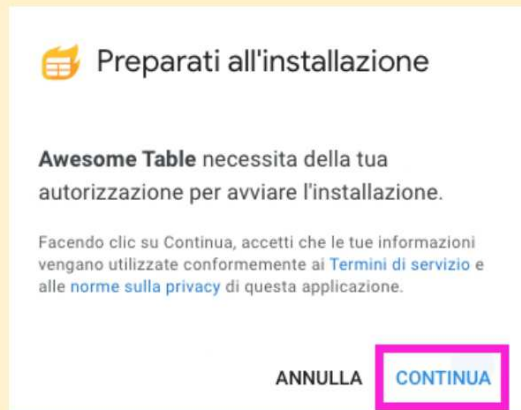 Preparati all'installazione
Awesome Table necessita della tua
autorizzazione per avviare l'installazione.
Facendo clic su Continua, accetti che le tue informazioni
vengano utilizzate conformemente ai Termini di servizio e
alle norme sulla privacy di questa applicazione.
ANNULLA CONTINUA